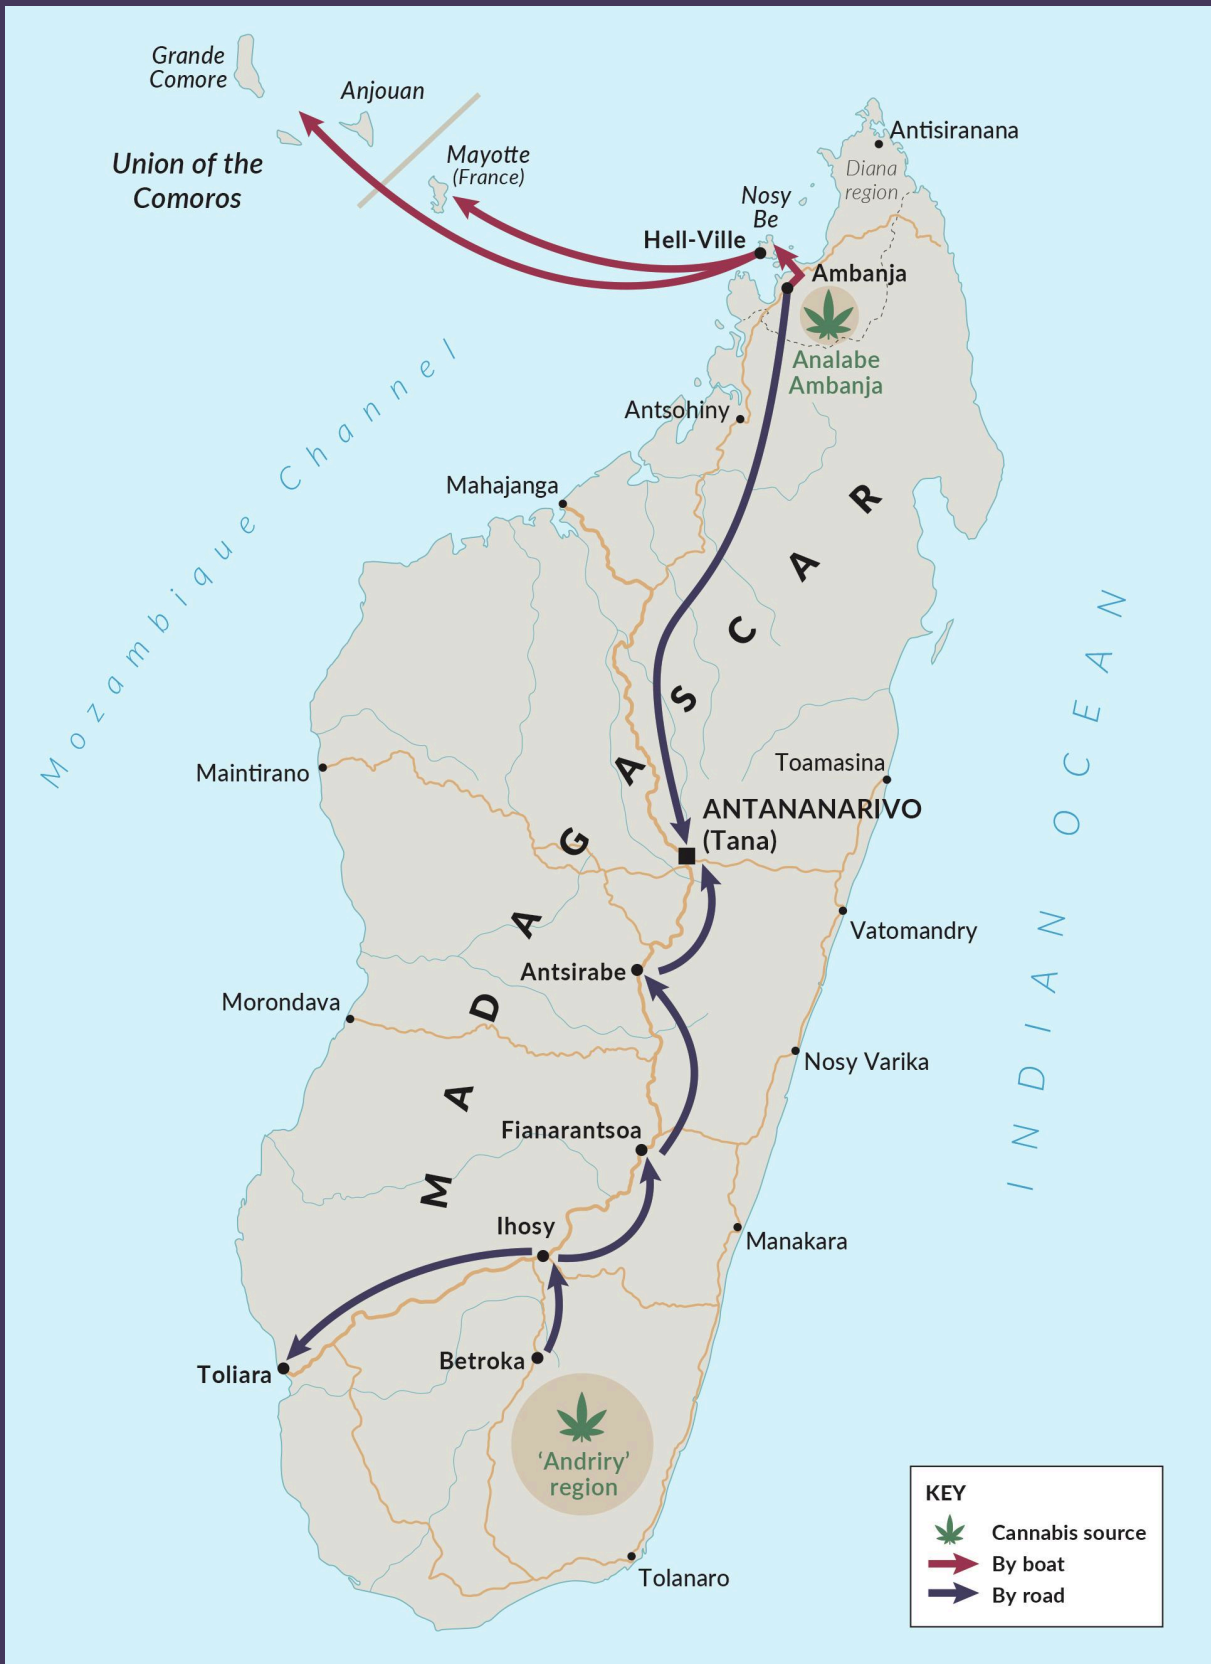 Grande
Comore
Anjouan
Union of the
Comoros
Mayotte
(France)
Antisiranana
Diana
region
Nosy
Be
Hell-Ville
Ambanja
Analabe
Ambanja
Antsohiny
Mozambique Channel
Mahajanga
MADAGASCAR
INDIAN OCEAN
Maintirano
Toamasina
ANTANANARIVO
(Tana)
Vatomandry
Antsirabe
Morondava
Nosy Varika
Fianarantsoa
Ihosy
Manakara
Toliara
Betroka
‘Andriry’
region
Tolanaro
KEY
Cannabis source
By boat
By road